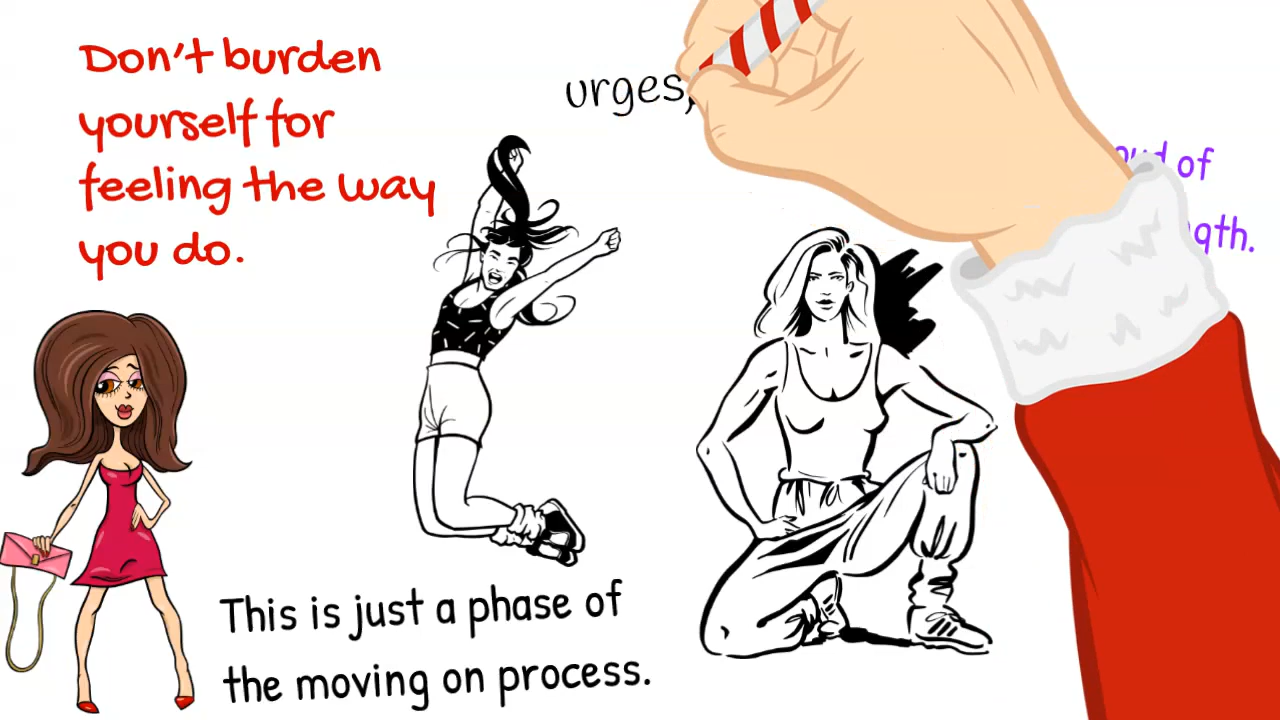 Don't burden
yourself for
feeling the way
you do.
urges,
of
This is just a phase of
the moving on process.